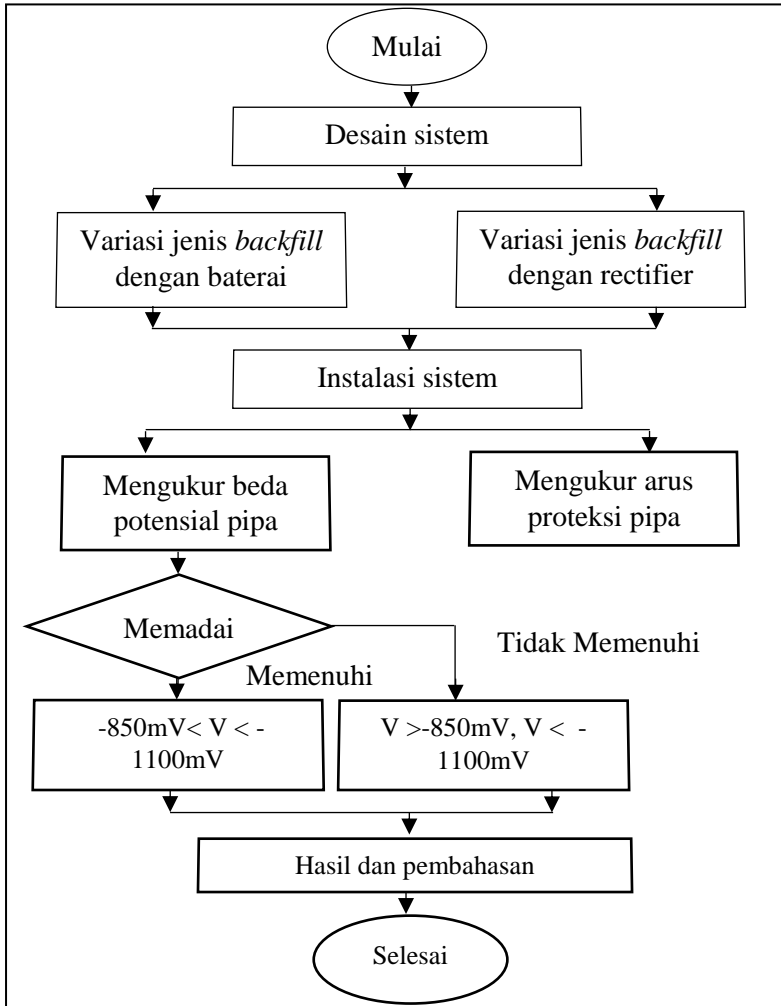 Mulai
Desain sistem
Variasi jenis backfill
dengan baterai
Variasi jenis backfill
dengan rectifier
Instalasi sistem
Mengukur beda
potensial pipa
Mengukur arus
proteksi pipa
Memadai
Tidak Memenuhi
Memenuhi
-850mV< V < -
1100mV
V >-850mV, V < -
1100mV
Hasil dan pembahasan
Selesai